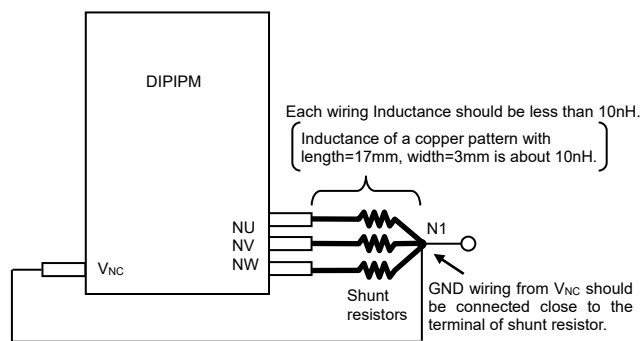 DIPIPM
Each wiring Inductance should be less than 10nH.
Inductance of a copper pattern with
length=17mm, width=3mm is about 10nH.
NU
NV
NW
N1
VNC
Shunt
resistors
GND wiring from VNC should
be connected close to the
terminal of shunt resistor.